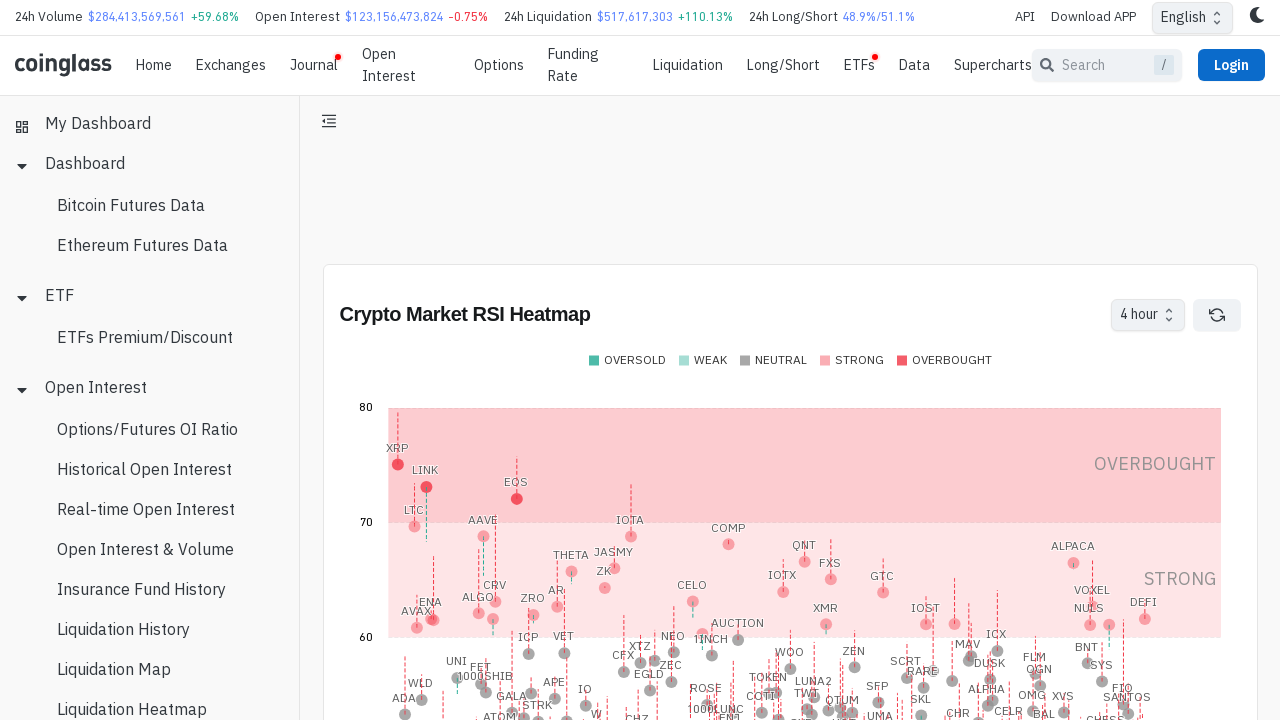 24h Volume $284,413,569,561 +59.68% Open Interest $123,156,473,824 -0.75% 24h Liquidation $517,617,303 +110.13% 24h Long/Short 48.9%/51.1% API Download APP English
coinglass Home Exchanges Journal Open Interest Options Funding Rate Liquidation Long/Short ETFs Data Supercharts Search / Login
My Dashboard
Dashboard
Bitcoin Futures Data
Ethereum Futures Data
ETF
ETFs Premium/Discount
Open Interest
Options/Futures OI Ratio
Historical Open Interest
Real-time Open Interest
Open Interest & Volume
Insurance Fund History
Liquidation History
Liquidation Map
Liquidation Heatmap
Crypto Market RSI Heatmap
4 hour
OVERSOLD WEAK NEUTRAL STRONG OVERBOUGHT
80
XRP
OVERBOUGHT
LINK
EOS
LTC
70 AAVE IOTA
COMP
QNT ALPACA
THETA JASMY
FXS
ZK IOTX GTC STRONG
CRV CELO
AR VOXEL
ALGO ZRO
ENA DEFI
AVAX XMR IOST NULS
AUCTION
60 ICP VET NEO 1INCH ICX
XTZ MAV
CFX WOO ZEN BNT
UNI FET ZEC SCRT DUSK FLM SYS
1000SHIB EGLD TOKEN RARE OGN
WLD APE LUNA2
IO ROSE SFP ALPHA FIO
ADA GALA COTI TWT QTUM SKL OMG XVS SANTOS
STRK 1000LUNC
ATOM W CHZ UMA CHR CELR BAL CHESS